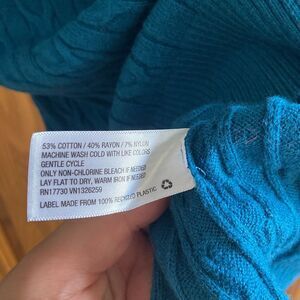 53% COTTON / 40% RAYON / 7% NYLON
MACHINE WASH COLD WITH LIKE COLORS
GENTLE CYCLE
ONLY NON-CHLORINE BLEACH IF NEEDED
LAY FLAT TO DRY, WARM IRON IF NEEDED
RN17730 VN1326259
LABEL MADE FROM 100% RECYCLED PLASTIC